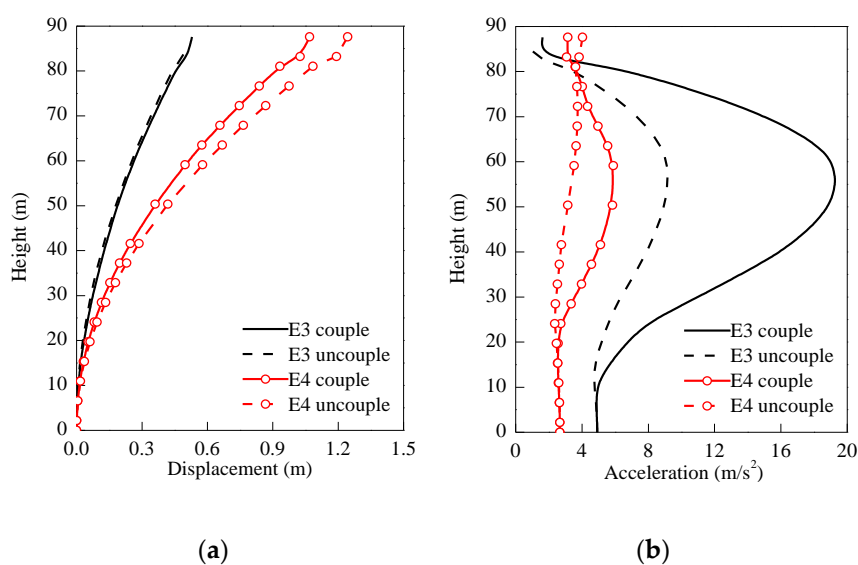 90
80
70
60
50
40
30
20
10
0
Height (m)
0.0
0.3
0.6
0.9
1.2
1.5
Displacement (m)
E3 couple
E3 uncouple
E4 couple
E4 uncouple
(a)
90
80
70
60
50
40
30
20
10
0
Height (m)
0
4
8
12
16
20
Acceleration (m/s²)
E3 couple
E3 uncouple
E4 couple
E4 uncouple
(b)